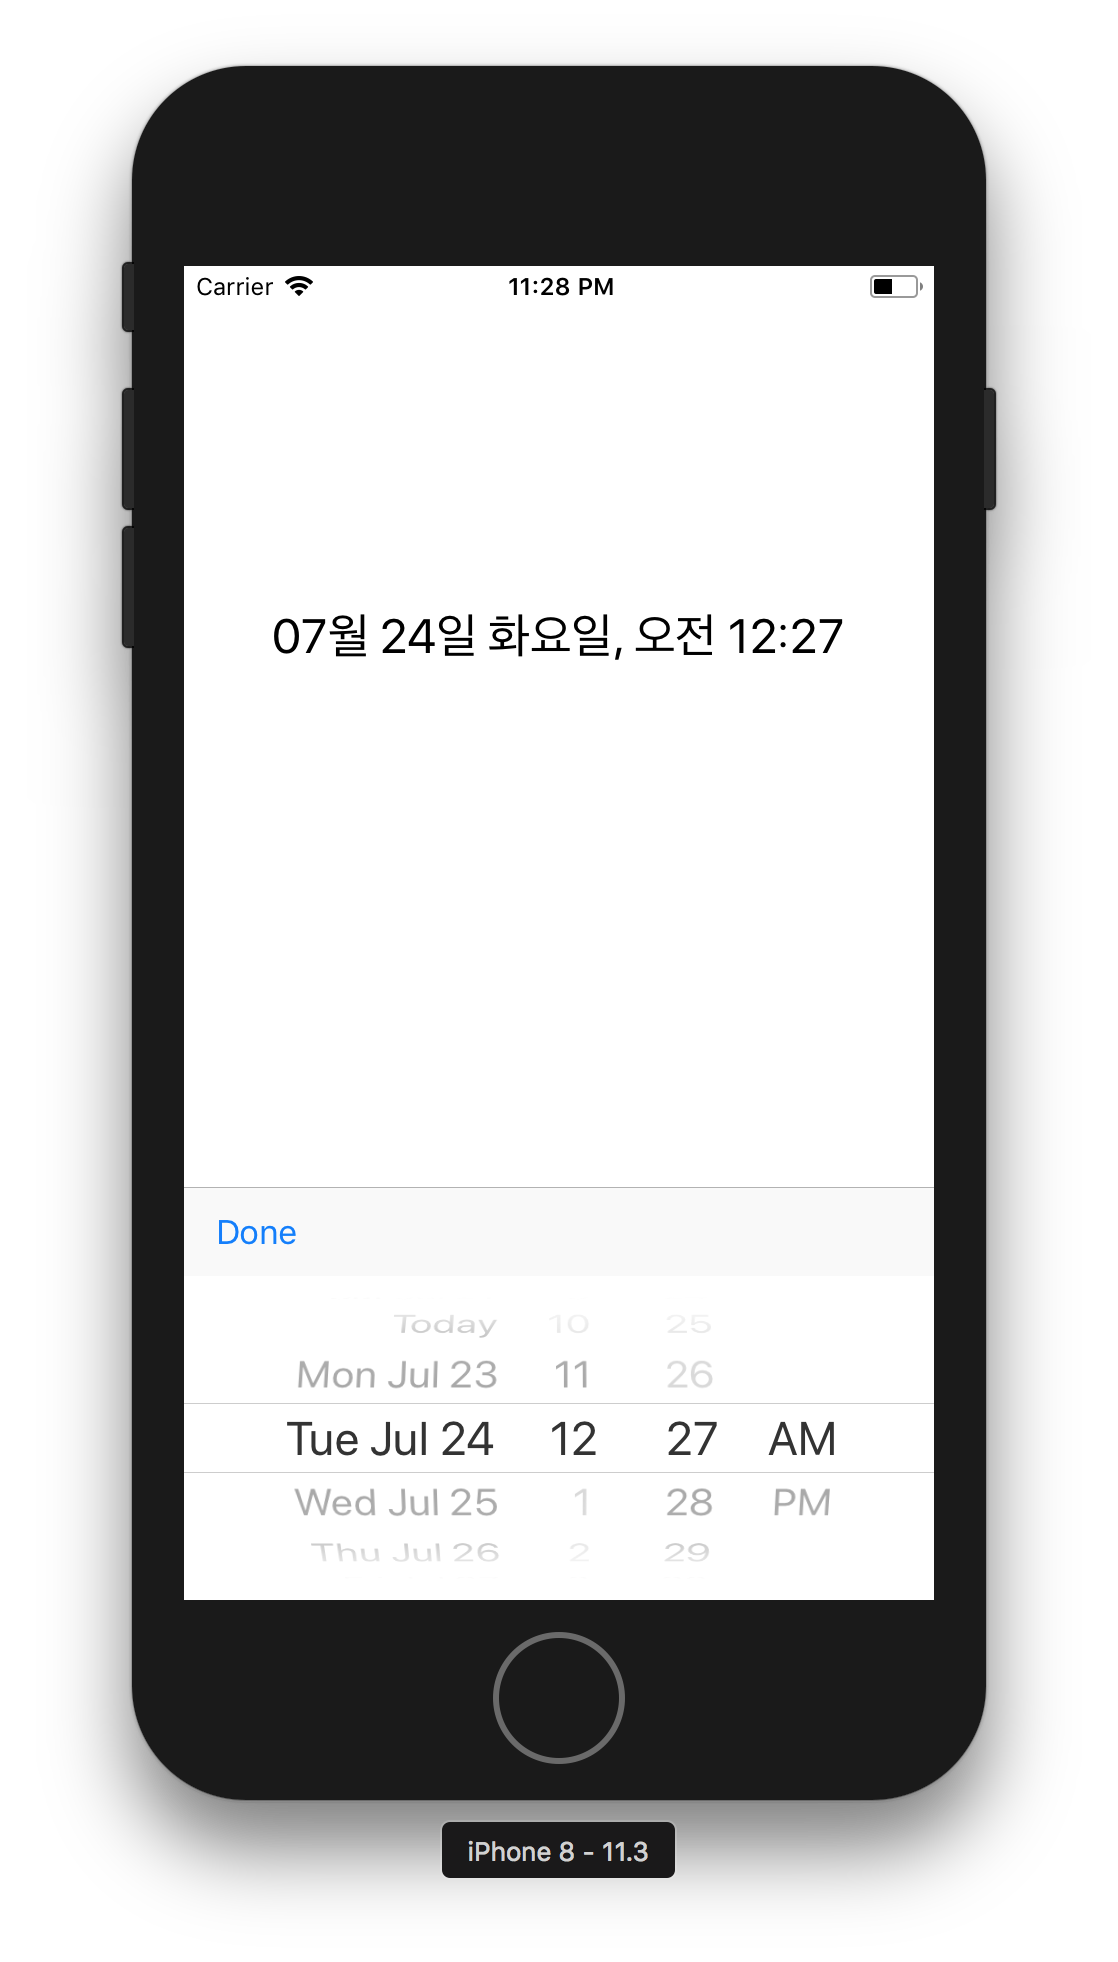 Carrier 11:28 PM
07월 24일 화요일, 오전 12:27
Done
Today 10 25
Mon Jul 23 11 26
Tue Jul 24 12 27 AM
Wed Jul 25 1 28 PM
Thu Jul 26 2 29
iPhone 8 - 11.3